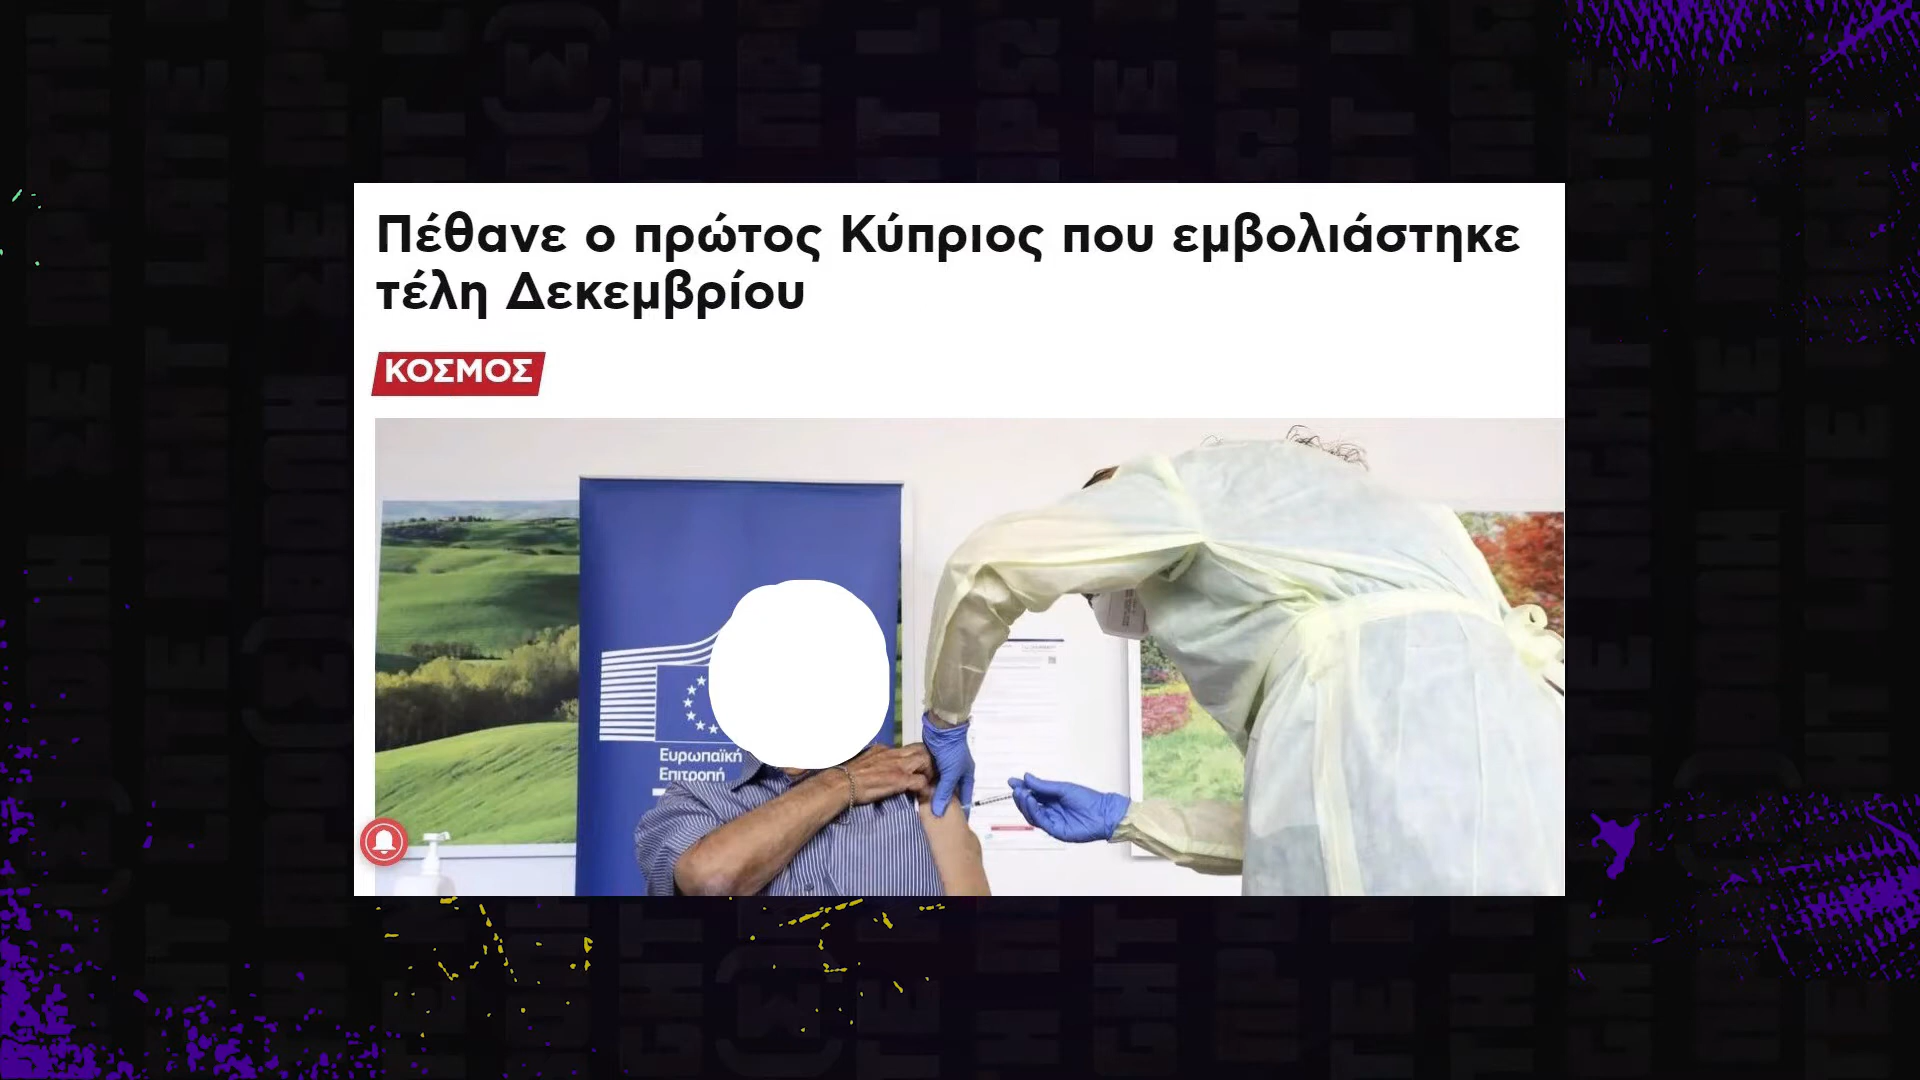 Πέθανε ο πρώτος Κύπριος που εμβολιάστηκε
τέλη Δεκεμβρίου
ΚΟΣΜΟΣ
Ευρωπαϊκή
Επιτροπή